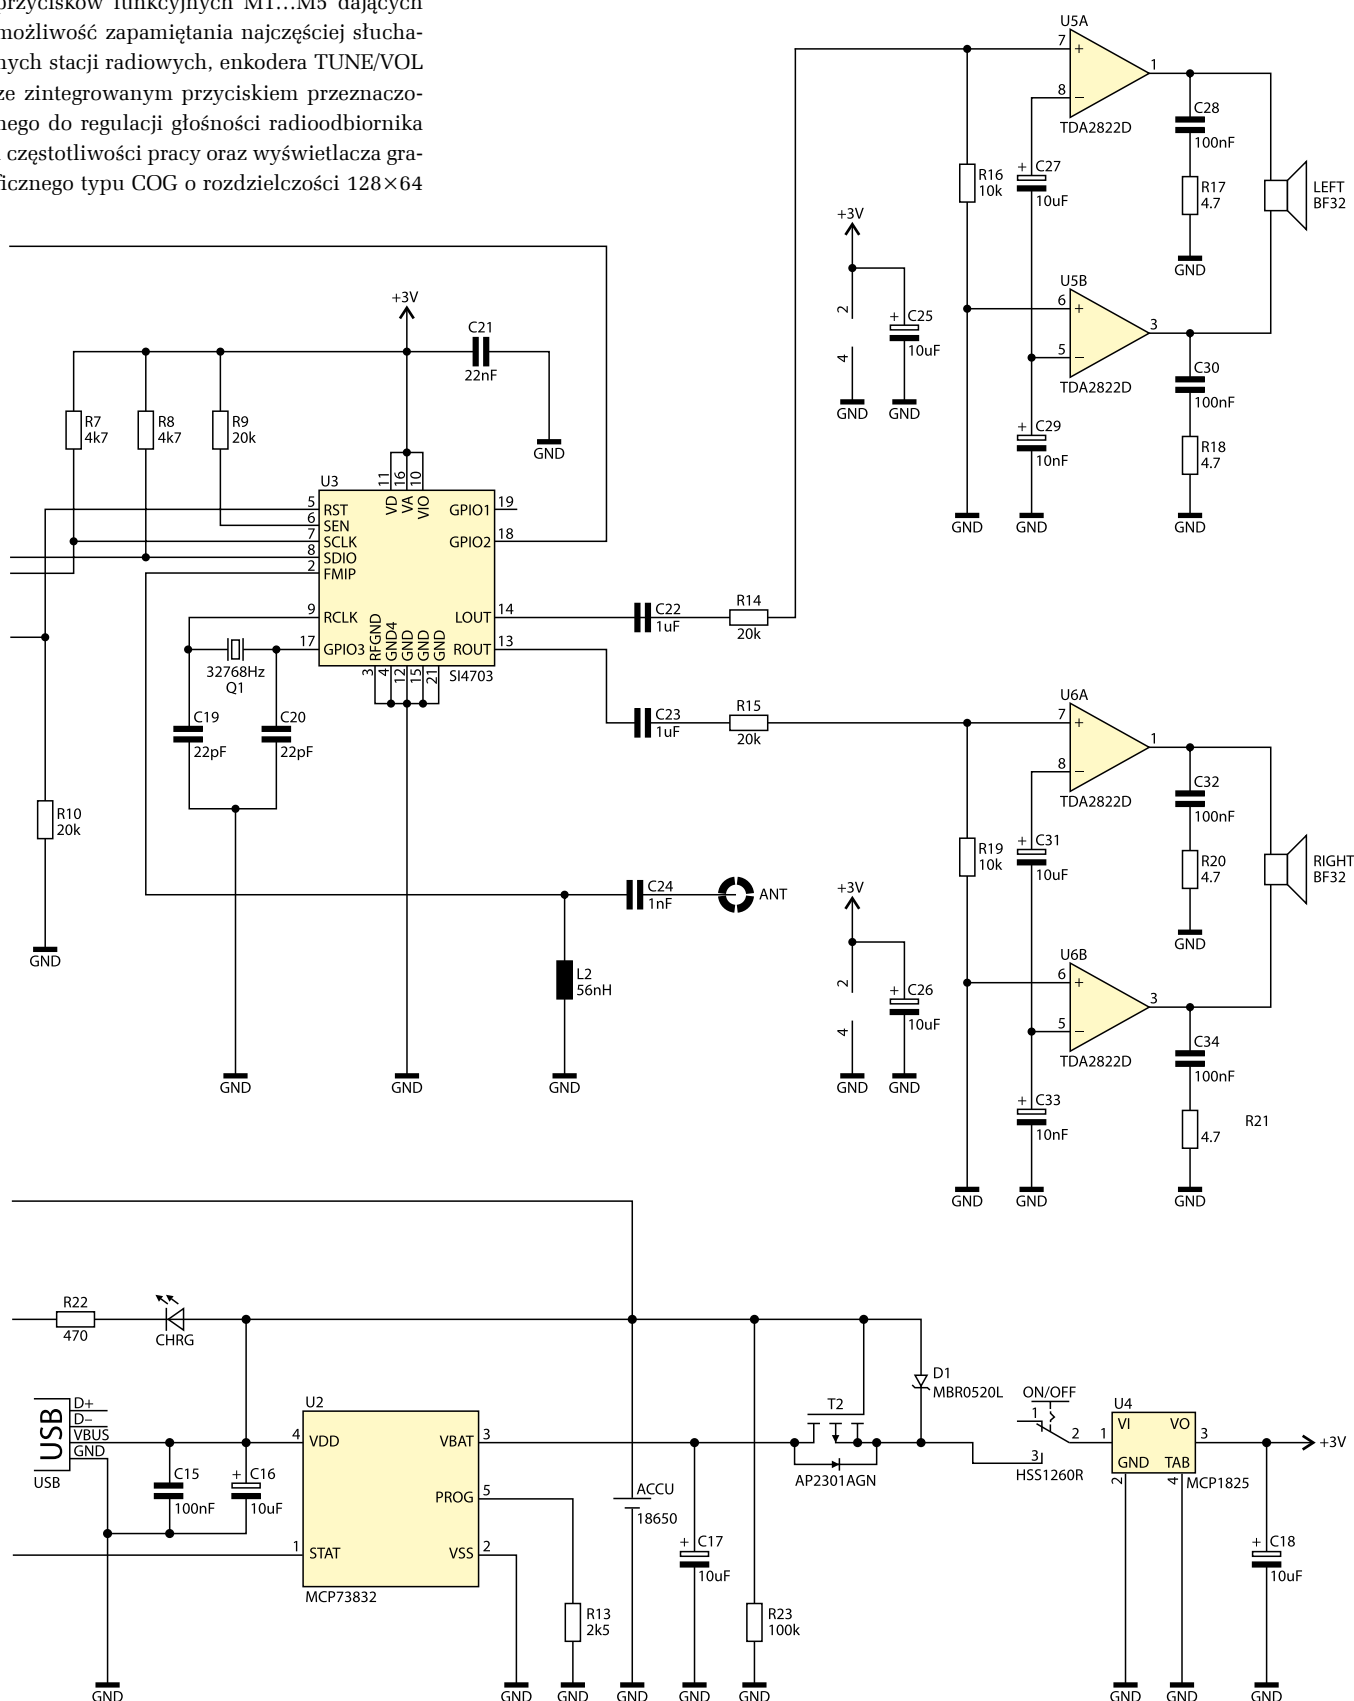 przycisków funkcyjnych M1…M5 dających
możliwość zapamiętania najczęściej słucha-
nych stacji radiowych, enkodera TUNE/VOL
ze zintegrowanym przyciskiem przeznaczo-
nego do regulacji głośności radioodbiornika
i częstotliwości pracy oraz wyświetlacza gra-
ficznego typu COG o rozdzielczości 128×64
U5A
7
+
1
8
−
TDA2822D
C28
100nF
R16
10k
+
C27
10uF
R17
4.7
LEFT
BF32
GND
+3V
2
4
+
C25
10uF
GND
GND
U5B
6
+
3
5
−
TDA2822D
C30
100nF
+
C29
10nF
R18
4.7
GND
GND
GND
+3V
C21
22nF
GND
R7
4k7
R8
4k7
R9
20k
U3
11
16
10
VD
VA
VIO
5
RST
6
SEN
7
SCLK
8
SDIO
2
FMIP
9
RCLK
17
GPIO3
GPIO1
19
GPIO2
18
LOUT
14
ROUT
13
RFGND
GND4
GND
GND
GND
3
4
12
15
21
SI4703
32768Hz
Q1
C19
22pF
C20
22pF
C22
1uF
R14
20k
C23
1uF
R15
20k
R10
20k
GND
C24
1nF
ANT
L2
56nH
GND
GND
GND
U6A
7
+
1
8
−
TDA2822D
C32
100nF
R19
10k
+
C31
10uF
R20
4.7
RIGHT
BF32
GND
+3V
2
4
+
C26
10uF
GND
GND
U6B
6
+
3
5
−
TDA2822D
C34
100nF
+
C33
10nF
4.7
R21
GND
GND
GND
R22
470
CHRG
USB
D+
D−
VBUS
GND
USB
C15
100nF
+
C16
10uF
GND
U2
4
VDD
VBAT
3
PROG
5
1
STAT
VSS
2
MCP73832
GND
R13
2k5
GND
ACCU
18650
GND
+
C17
10uF
GND
R23
100k
GND
T2
AP2301AGN
D1
MBR0520L
ON/OFF
1
2
3
HSS1260R
U4
1
VI
VO
3
GND
TAB
2
4
MCP1825
GND
GND
+3V
+
C18
10uF
GND